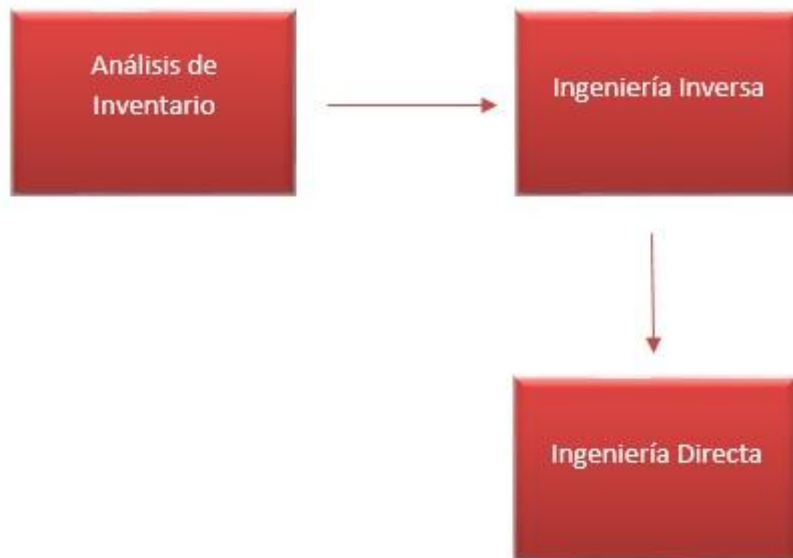 Análisis de
Inventario
Ingeniería Inversa
Ingeniería Directa